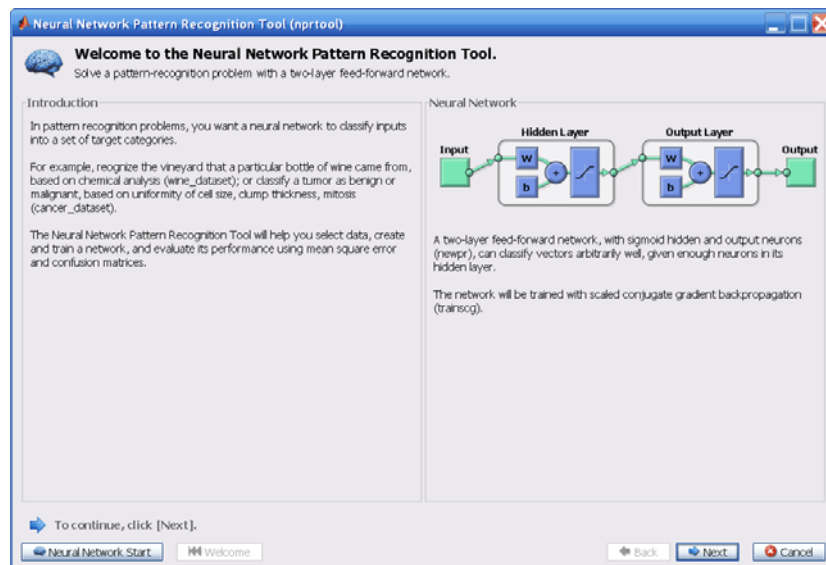 Neural Network Pattern Recognition Tool (nprtool)
Welcome to the Neural Network Pattern Recognition Tool.
Solve a pattern-recognition problem with a two-layer feed-forward network.
Introduction
In pattern recognition problems, you want a neural network to classify inputs
into a set of target categories.
For example, reognize the vineyard that a particular bottle of wine came from,
based on chemical analysis (wine_dataset); or classify a tumor as benign or
malignant, based on uniformity of cell size, clump thickness, mitosis
(cancer_dataset).
The Neural Network Pattern Recognition Tool will help you select data, create
and train a network, and evaluate its performance using mean square error
and confusion matrices.
Neural Network
Hidden Layer Output Layer
Input Output
W W
b b
+ +
A two-layer feed-forward network, with sigmoid hidden and output neurons
(newpr), can classify vectors arbitrarily well, given enough neurons in its
hidden layer.
The network will be trained with scaled conjugate gradient backpropagation
(trainscg).
To continue, click [Next].
Neural Network Start Welcome Back Next Cancel